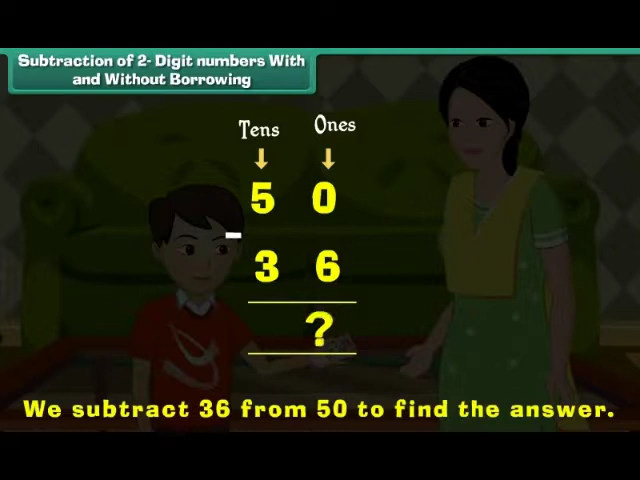 Subtraction of 2- Digit numbers With
and Without Borrowing
Tens Ones
5 0
-
3 6
?
We subtract 36 from 50 to find the answer.